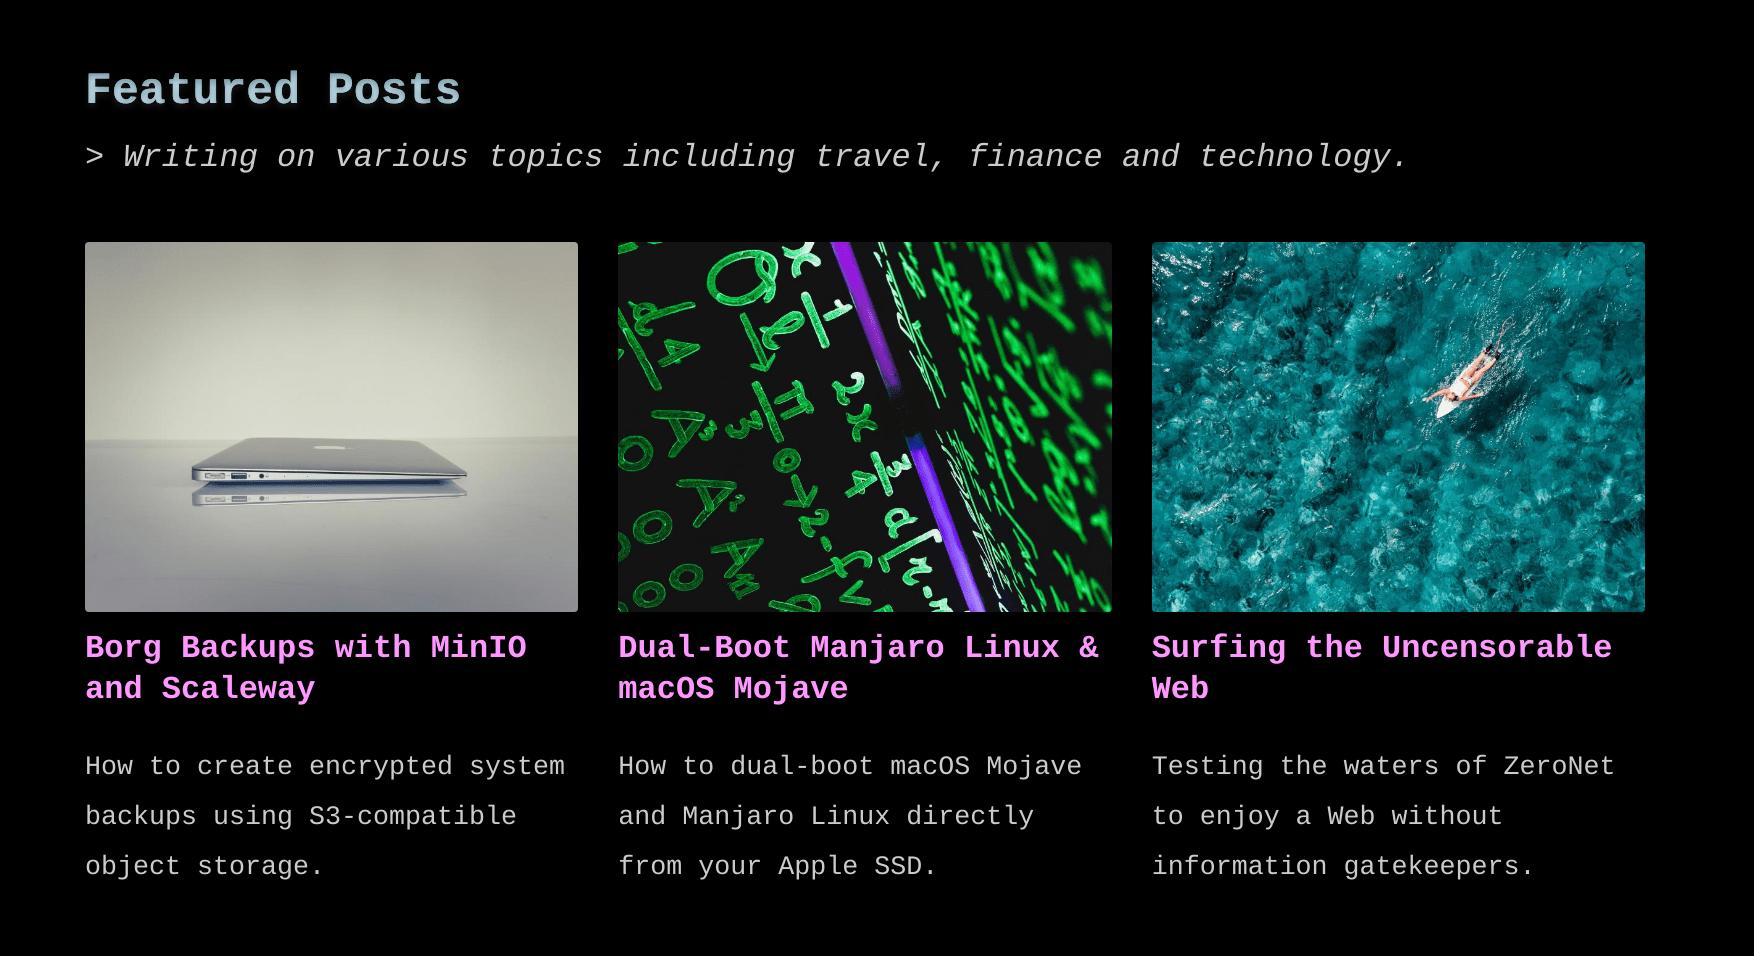 Featured Posts
> Writing on various topics including travel, finance and technology.
Borg Backups with MinIO
and Scaleway
How to create encrypted system
backups using S3-compatible
object storage.
Dual-Boot Manjaro Linux &
macOS Mojave
How to dual-boot macOS Mojave
and Manjaro Linux directly
from your Apple SSD.
Surfing the Uncensorable
Web
Testing the waters of ZeroNet
to enjoy a Web without
information gatekeepers.